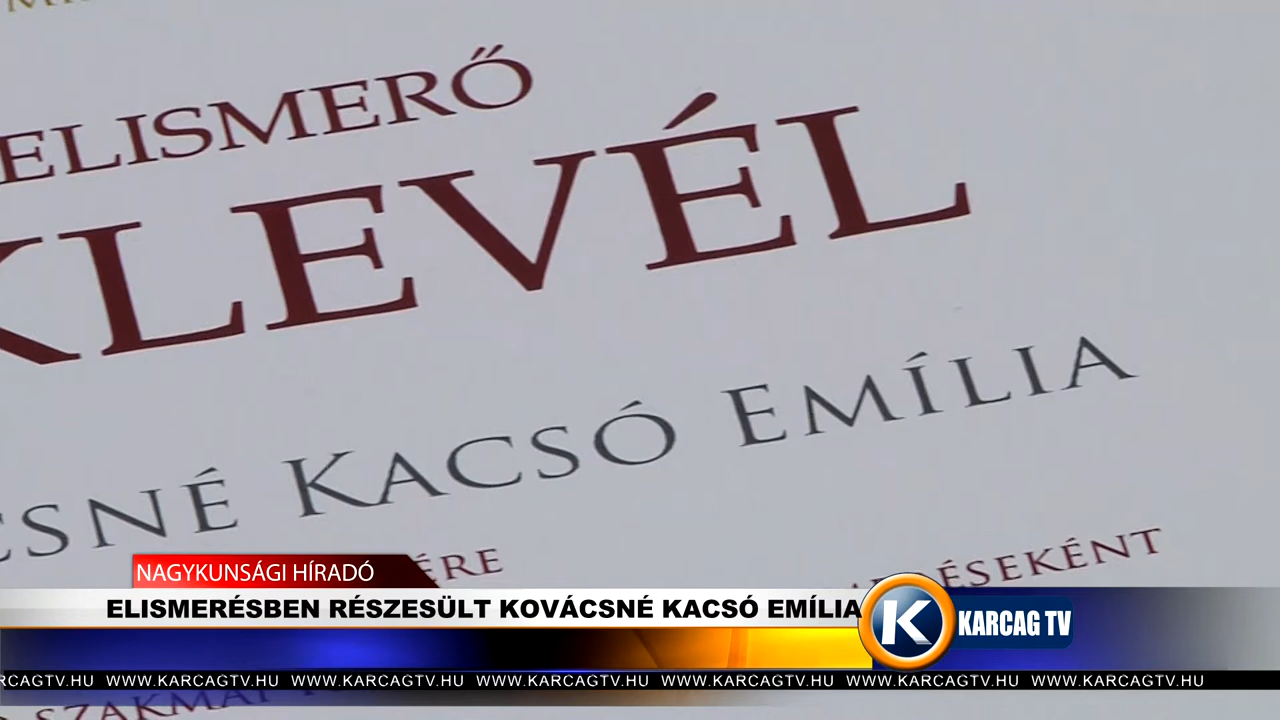 ELISMERŐ
KLEVÉL
CSNÉ KACSÓ EMÍLIA
NAGYKUNSÁGI HÍRADÓ
ELISMERÉSBEN RÉSZESÜLT KOVÁCSNÉ KACSÓ EMÍLIA
K KARCAG TV
WWW.KARCAGTV.HU WWW.KARCAGTV.HU WWW.KARCAGTV.HU WWW.KARCAGTV.HU WWW.KARCAGTV.HU WWW.KARCAGTV.HU